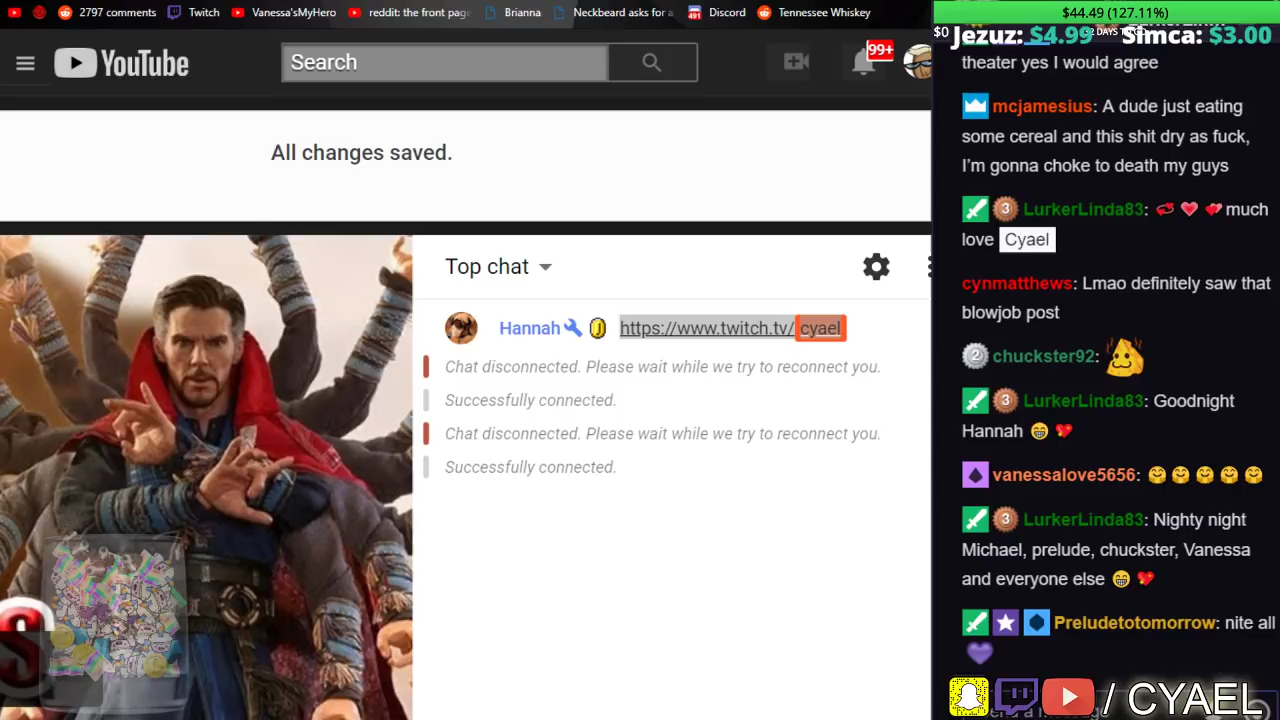 2797 comments
Twitch
Vanessa'sMyHero
reddit: the front page
Brianna
Neckbeard asks for a
491
Discord
Tennessee Whiskey
YouTube
Search
99+
All changes saved.
Top chat
Hannah https://www.twitch.tv/cyael
Chat disconnected. Please wait while we try to reconnect you.
Successfully connected.
Chat disconnected. Please wait while we try to reconnect you.
Successfully connected.
S
$44.49 (127.11%)
$0
Jezuz: $4.99 Simca: $3.00
theater yes I would agree
mcjamesius: A dude just eating
some cereal and this shit dry as fuck,
I'm gonna choke to death my guys
3 LurkerLinda83: 💞 ❤️ 💕 much
love Cyael
cynmatthews: Lmao definitely saw that
blowjob post
2 chuckster92:
3 LurkerLinda83: Goodnight
Hannah 😁 💖
vanessalove5656: 🤗 🤗 🤗 🤗 🤗
3 LurkerLinda83: Nighty night
Michael, prelude, chuckster, Vanessa
and everyone else 😁 💖
Preludetotomorrow: nite all
💜
/ CYAEL